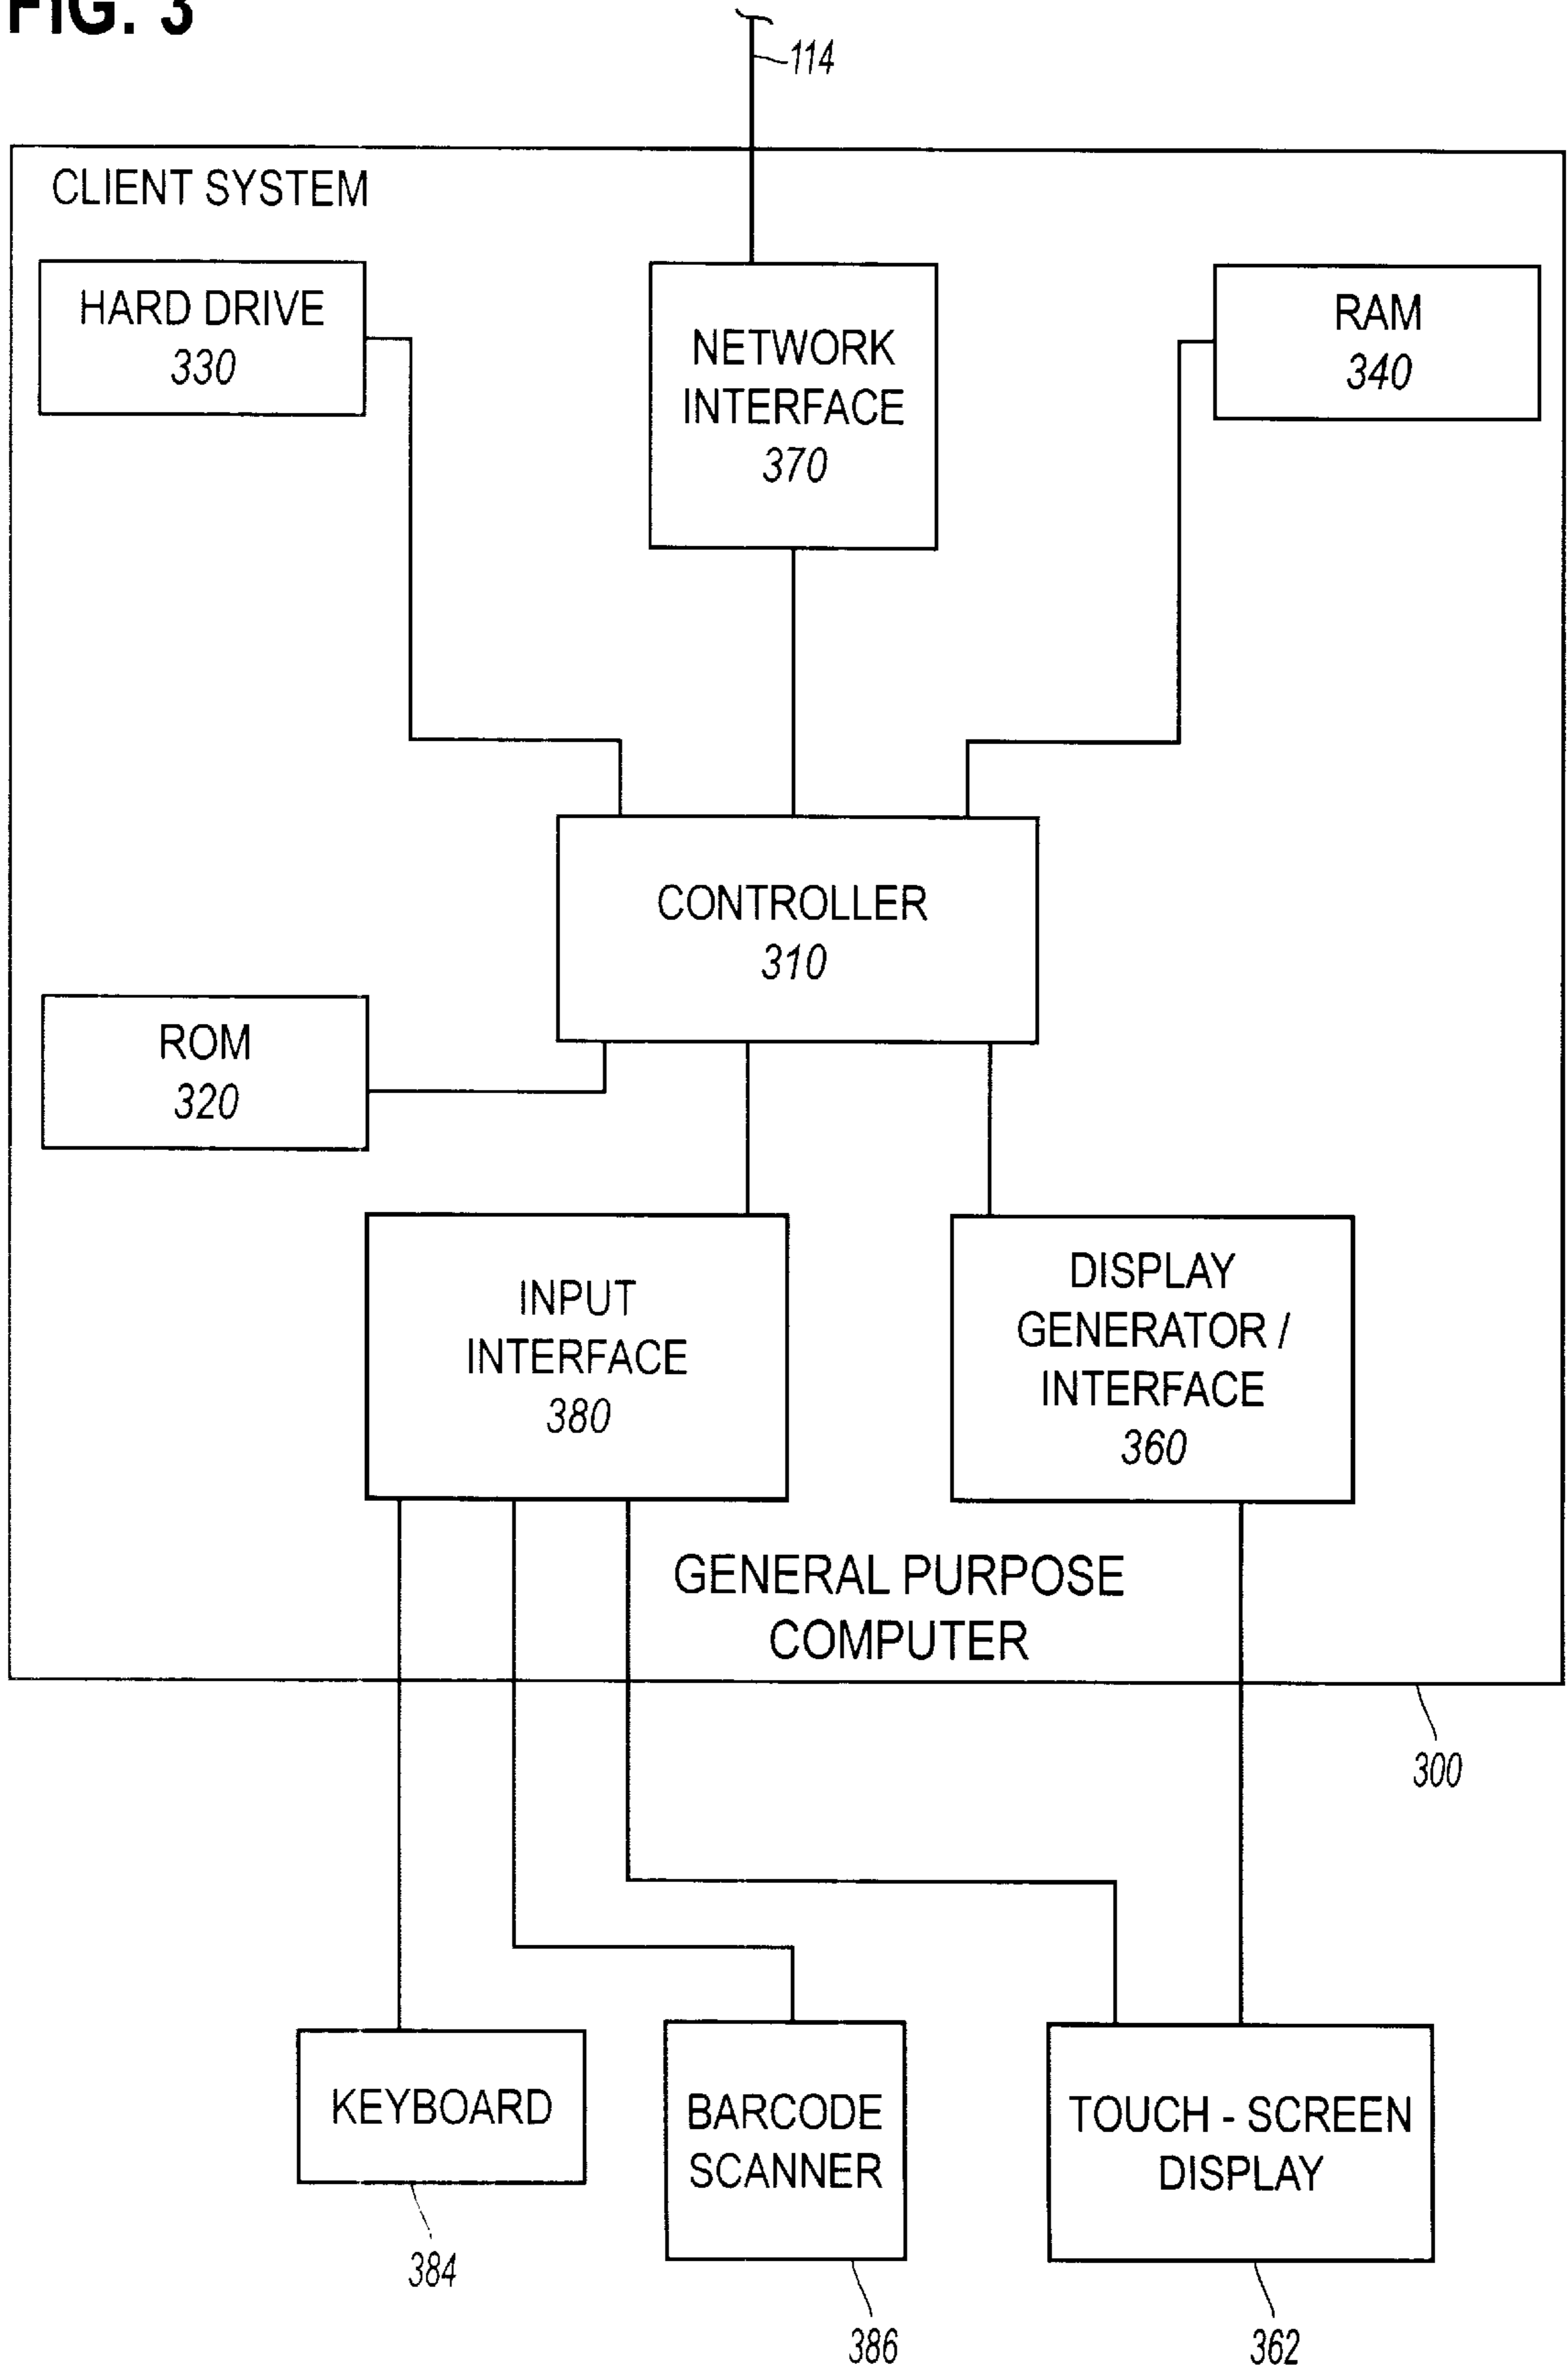 FIG. 3
114
CLIENT SYSTEM
HARD DRIVE
330
NETWORK
INTERFACE
370
RAM
340
CONTROLLER
310
ROM
320
INPUT
INTERFACE
380
DISPLAY
GENERATOR /
INTERFACE
360
GENERAL PURPOSE
COMPUTER
300
KEYBOARD
384
BARCODE
SCANNER
386
TOUCH - SCREEN
DISPLAY
362